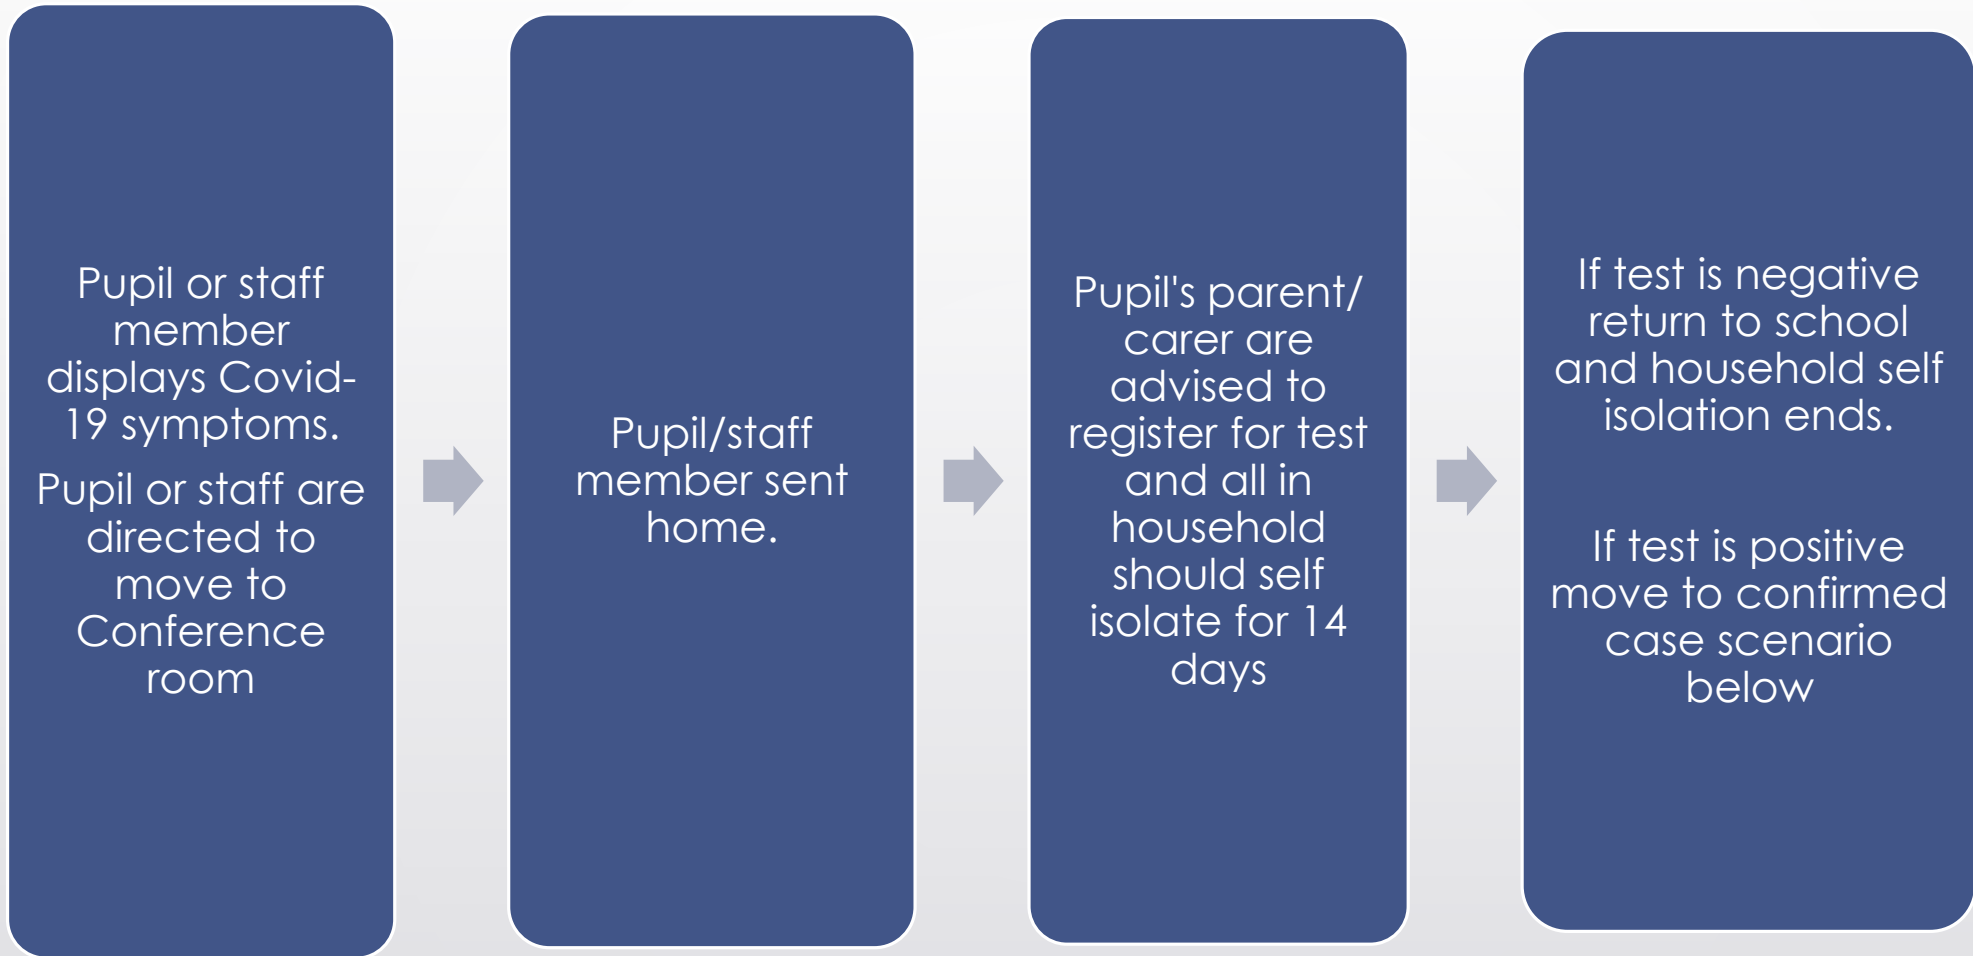 Pupil or staff
member
displays Covid-
19 symptoms.
Pupil or staff are
directed to
move to
Conference
room
Pupil/staff
member sent
home.
Pupil's parent/
carer are
advised to
register for test
and all in
household
should self
isolate for 14
days
If test is negative
return to school
and household self
isolation ends.
If test is positive
move to confirmed
case scenario
below